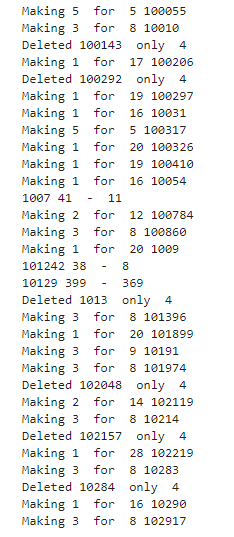 Making 5 for 5 100055
Making 3 for 8 10010
Deleted 100143 only 4
Making 1 for 17 100206
Deleted 100292 only 4
Making 1 for 19 100297
Making 1 for 16 10031
Making 5 for 5 100317
Making 1 for 20 100326
Making 1 for 19 100410
Making 1 for 16 10054
1007 41 - 11
Making 2 for 12 100784
Making 3 for 8 100860
Making 1 for 20 1009
101242 38 - 8
10129 399 - 369
Deleted 1013 only 4
Making 3 for 8 101396
Making 1 for 20 101899
Making 3 for 9 10191
Making 3 for 8 101974
Deleted 102048 only 4
Making 2 for 14 102119
Making 3 for 8 10214
Deleted 102157 only 4
Making 1 for 28 102219
Making 3 for 8 10283
Deleted 10284 only 4
Making 1 for 16 10290
Making 3 for 8 102917